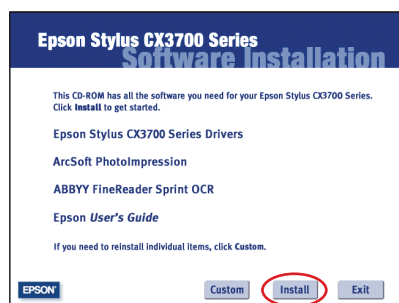 Epson Stylus CX3700 Series
Software Installation
This CD-ROM has all the software you need for your Epson Stylus CX3700 Series.
Click Install to get started.
Epson Stylus CX3700 Series Drivers
ArcSoft PhotoImpression
ABBYY FineReader Sprint OCR
Epson User's Guide
If you need to reinstall individual items, click Custom.
EPSON
Custom
Install
Exit